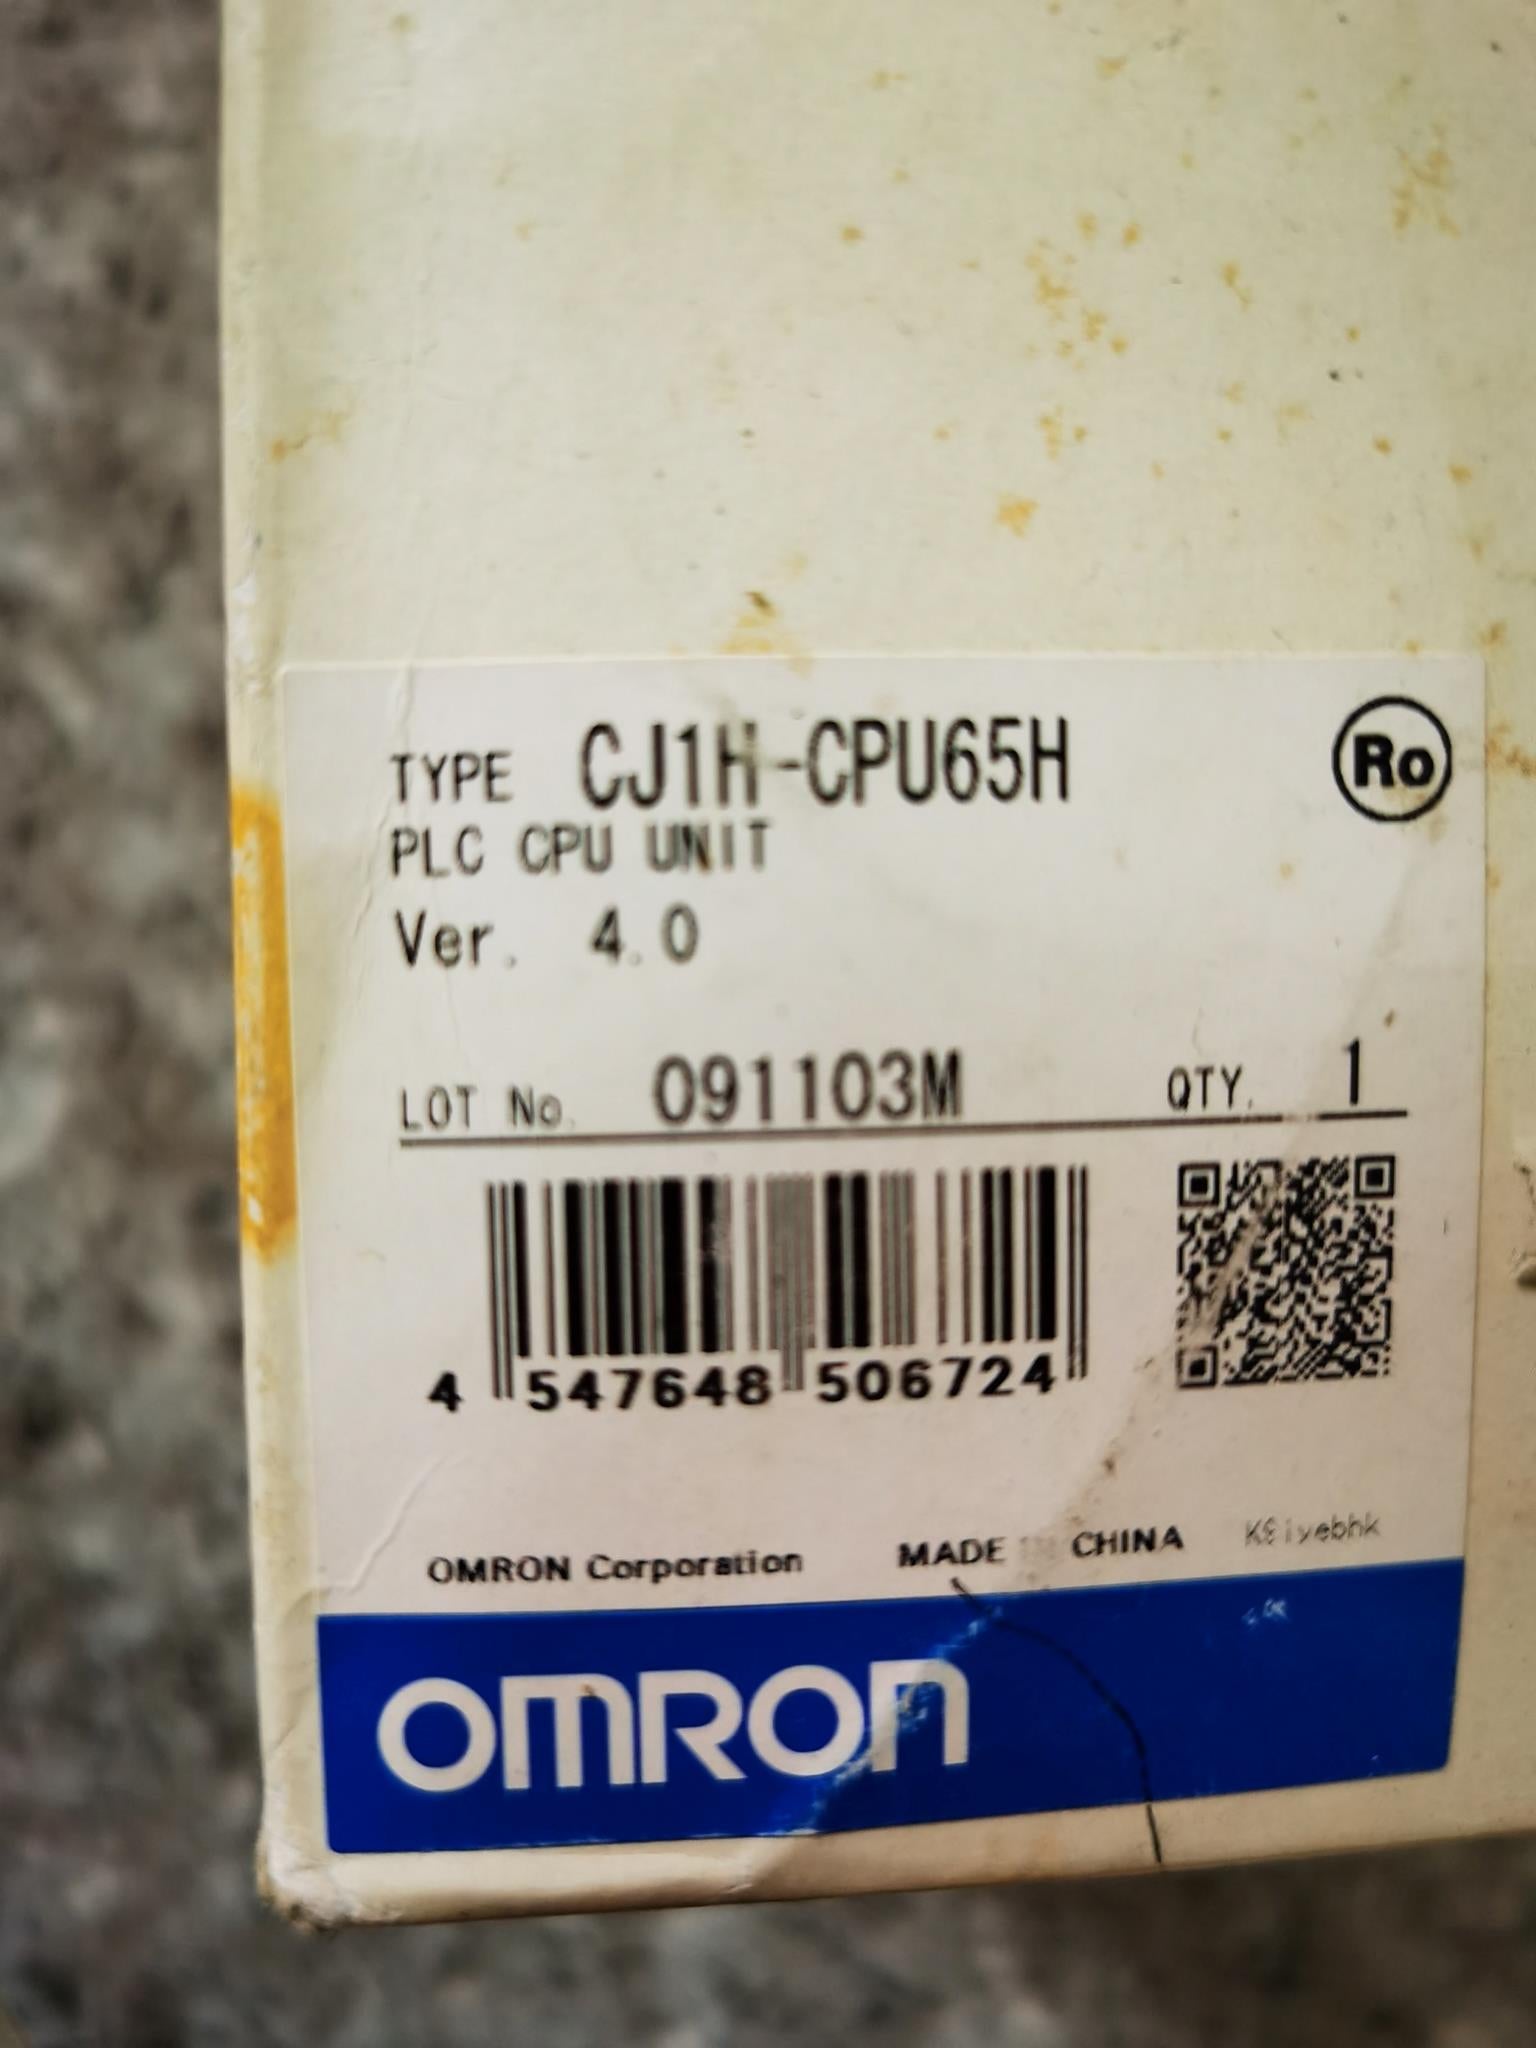 TYPE CJ1H-CPU65H Ro
PLC CPU UNIT
Ver. 4.0
LOT No. 091103M QTY. 1
4 547648 506724
OMRON Corporation MADE IN CHINA
OMRON